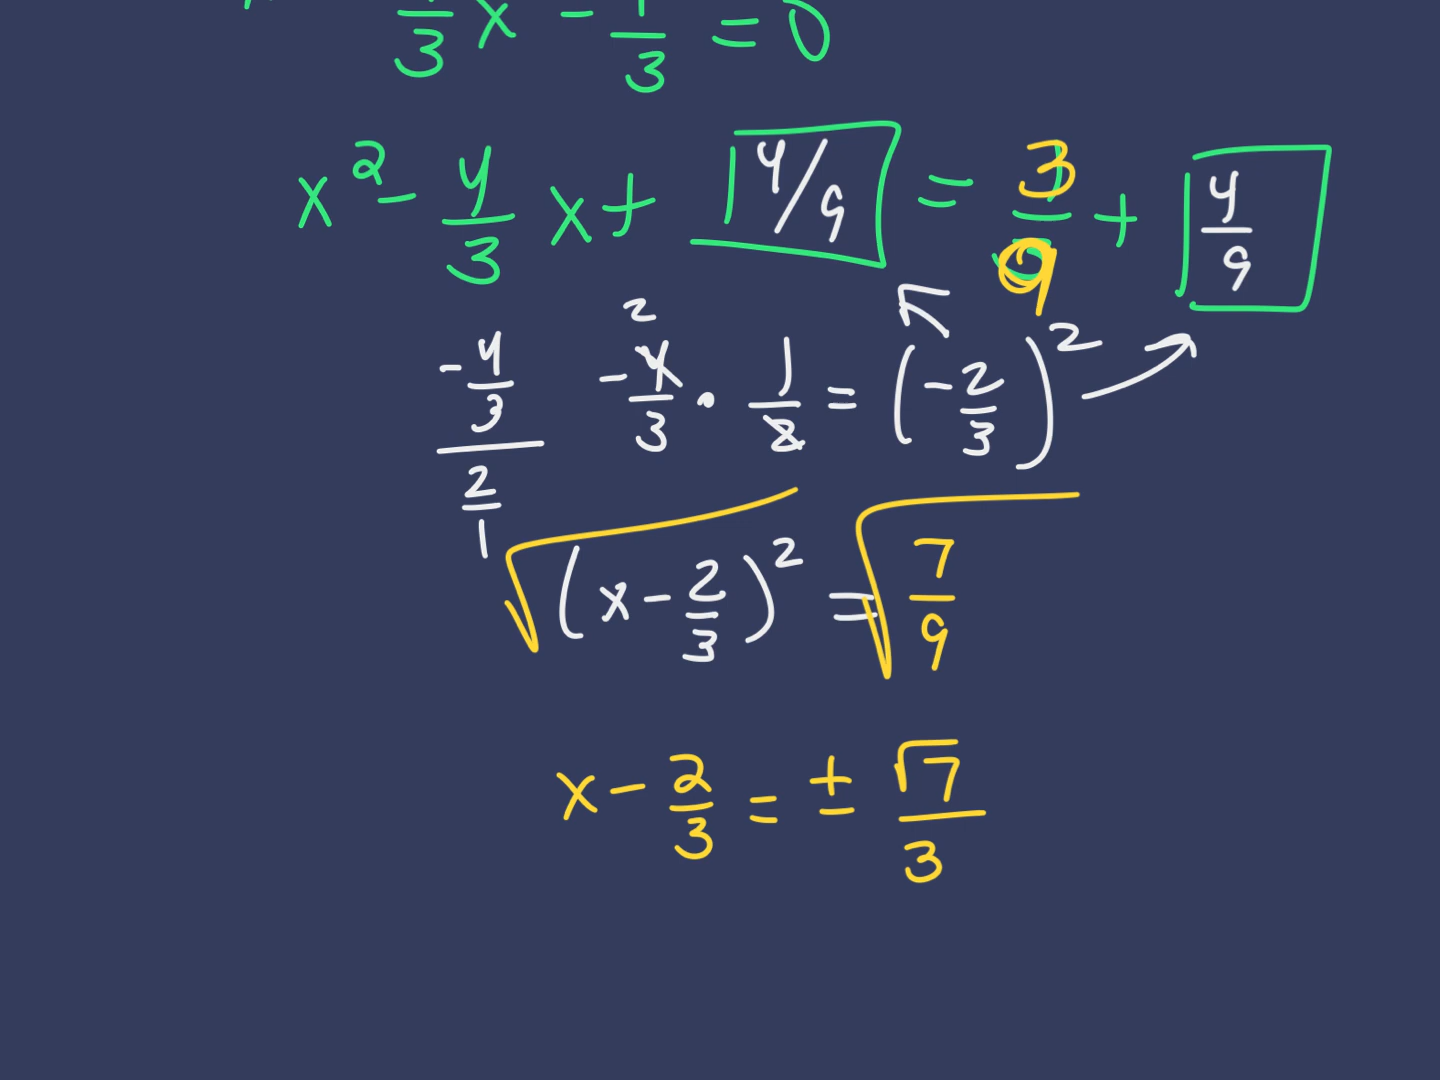 4/3 x - 1/3 = 0
x² - 4/3 x + 4/9 = 3/9 + 4/9
(-4/3)/(2/1) -4/3 · 1/2 = (-2/3)²
2
√(x - 2/3)² = √7/9
x - 2/3 = ± √7/3